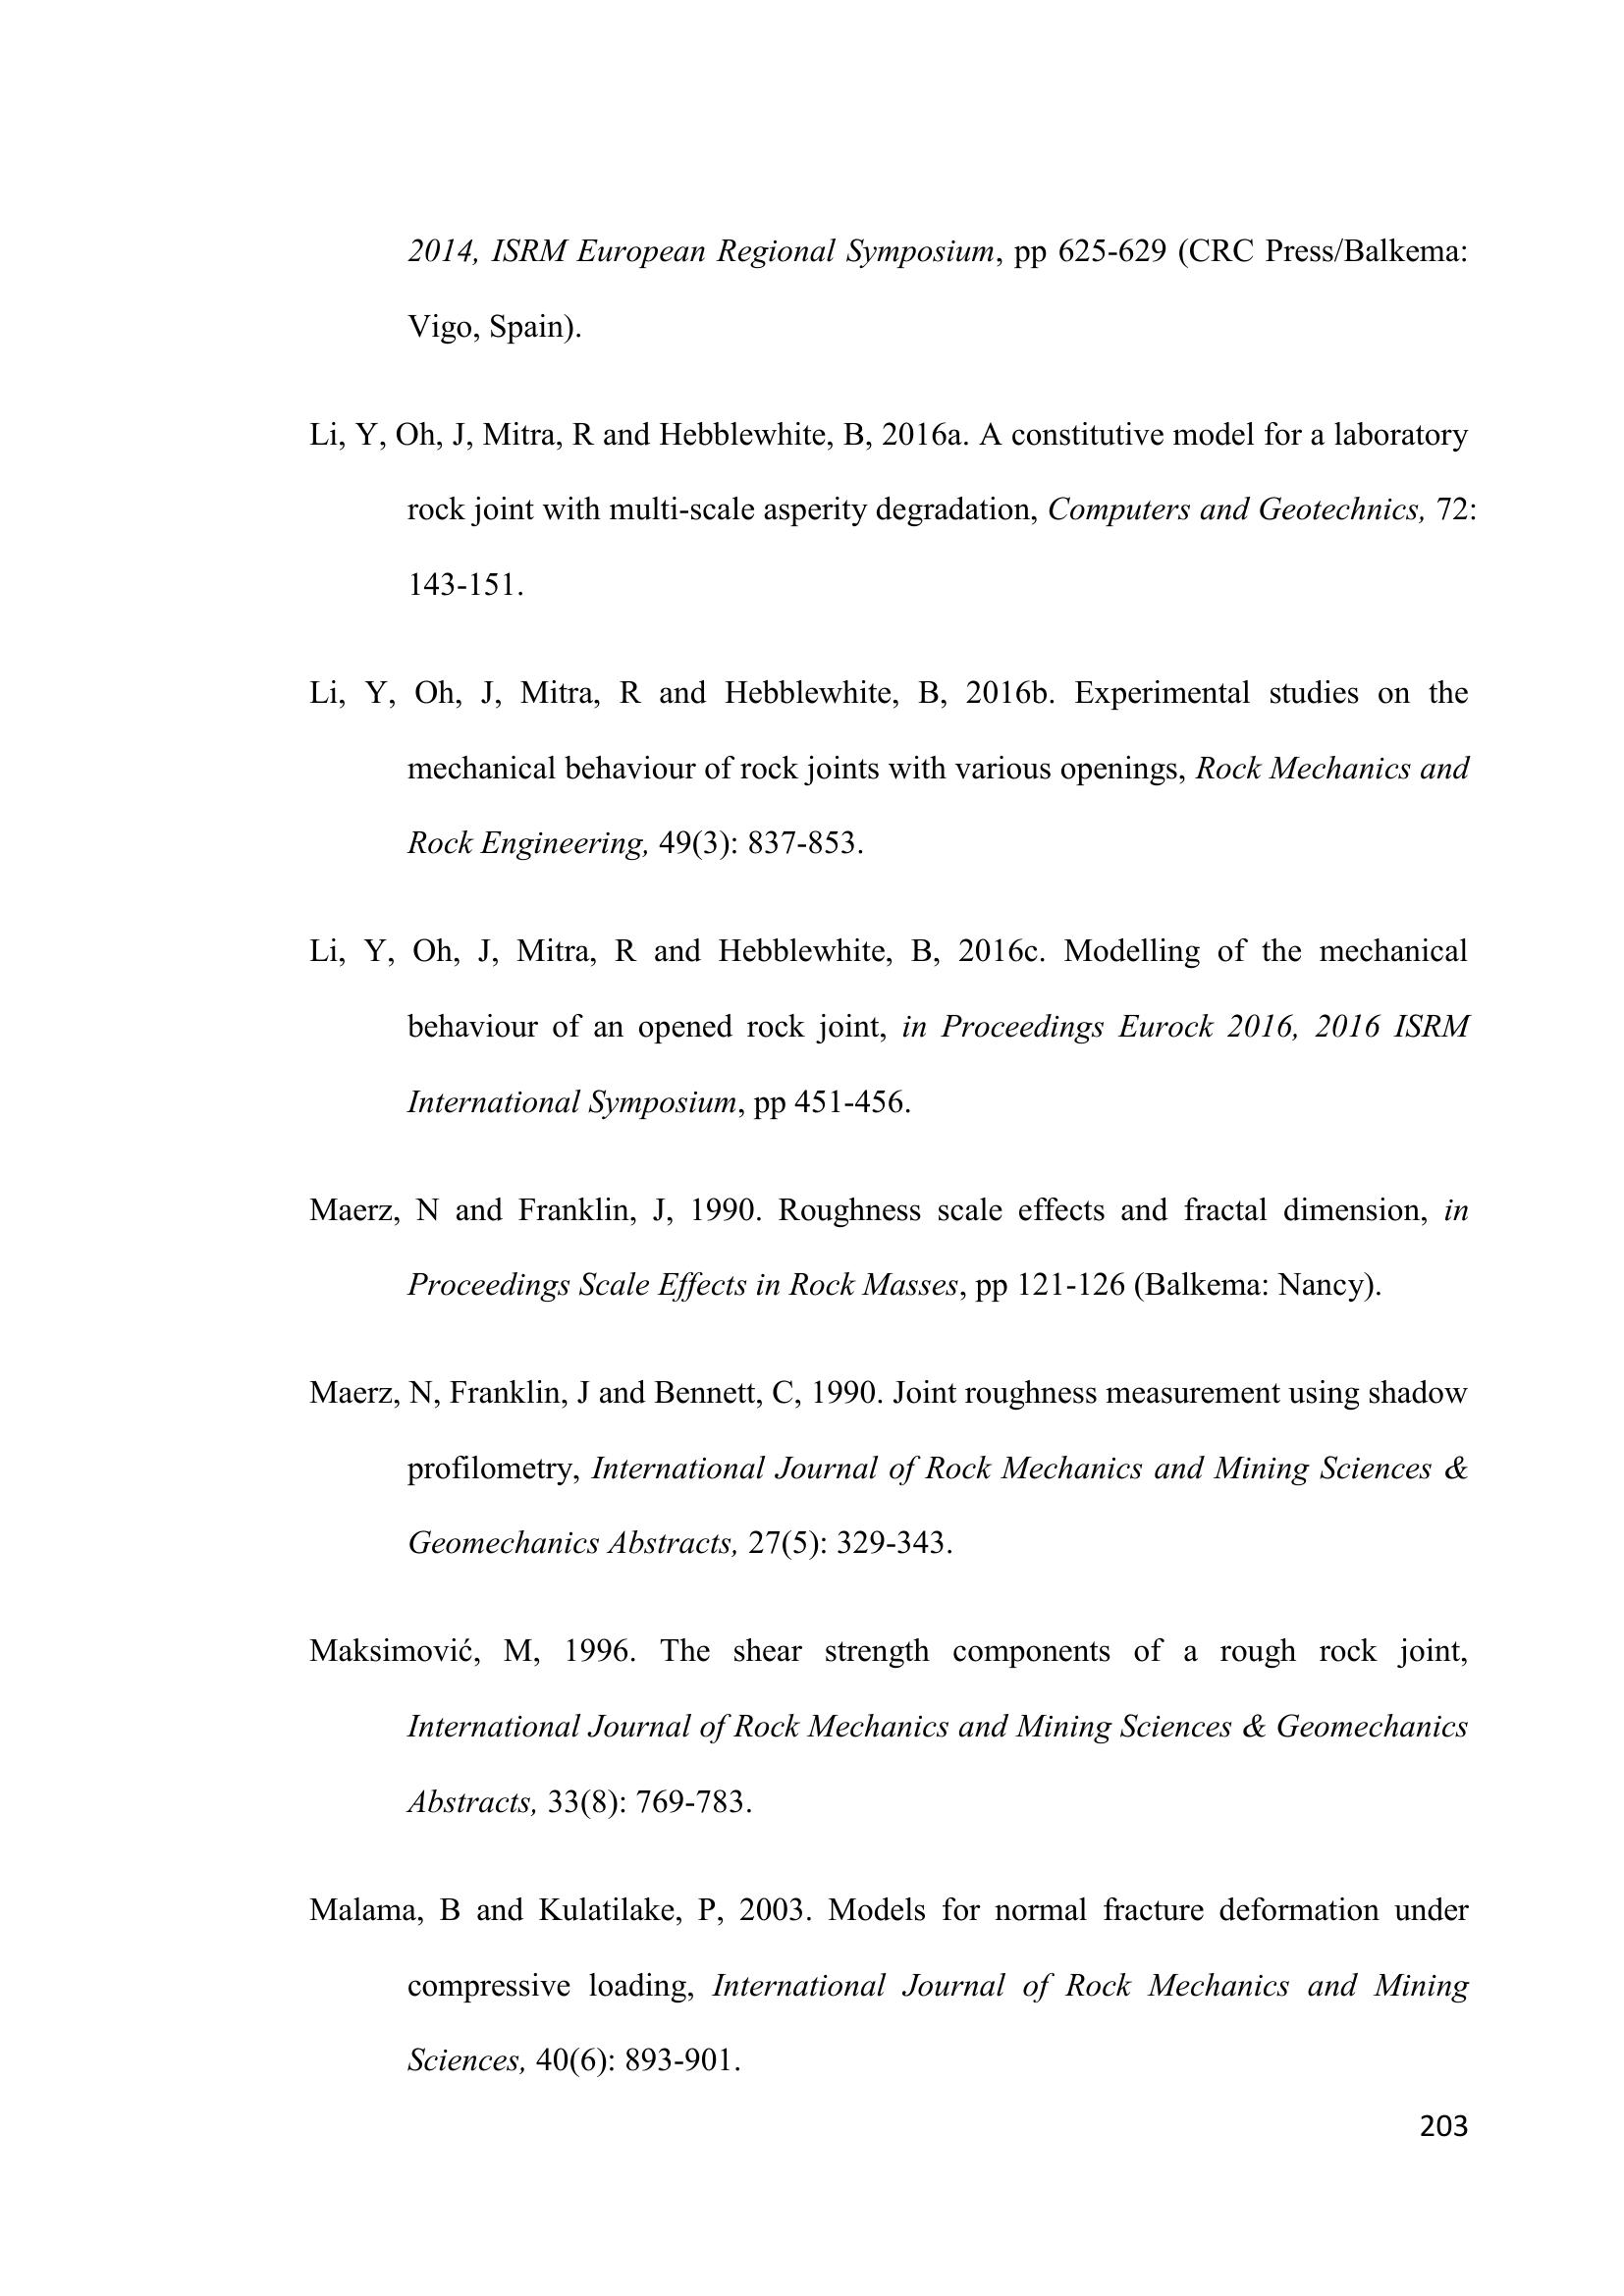 2014, ISRM European Regional Symposium, pp 625-629 (CRC Press/Balkema:
Vigo, Spain).
Li, Y, Oh, J, Mitra, R and Hebblewhite, B, 2016a. A constitutive model for a laboratory
rock joint with multi-scale asperity degradation, Computers and Geotechnics, 72:
143-151.
Li, Y, Oh, J, Mitra, R and Hebblewhite, B, 2016b. Experimental studies on the
mechanical behaviour of rock joints with various openings, Rock Mechanics and
Rock Engineering, 49(3): 837-853.
Li, Y, Oh, J, Mitra, R and Hebblewhite, B, 2016c. Modelling of the mechanical
behaviour of an opened rock joint, in Proceedings Eurock 2016, 2016 ISRM
International Symposium, pp 451-456.
Maerz, N and Franklin, J, 1990. Roughness scale effects and fractal dimension, in
Proceedings Scale Effects in Rock Masses, pp 121-126 (Balkema: Nancy).
Maerz, N, Franklin, J and Bennett, C, 1990. Joint roughness measurement using shadow
profilometry, International Journal of Rock Mechanics and Mining Sciences &
Geomechanics Abstracts, 27(5): 329-343.
Maksimović, M, 1996. The shear strength components of a rough rock joint,
International Journal of Rock Mechanics and Mining Sciences & Geomechanics
Abstracts, 33(8): 769-783.
Malama, B and Kulatilake, P, 2003. Models for normal fracture deformation under
compressive loading, International Journal of Rock Mechanics and Mining
Sciences, 40(6): 893-901.
203